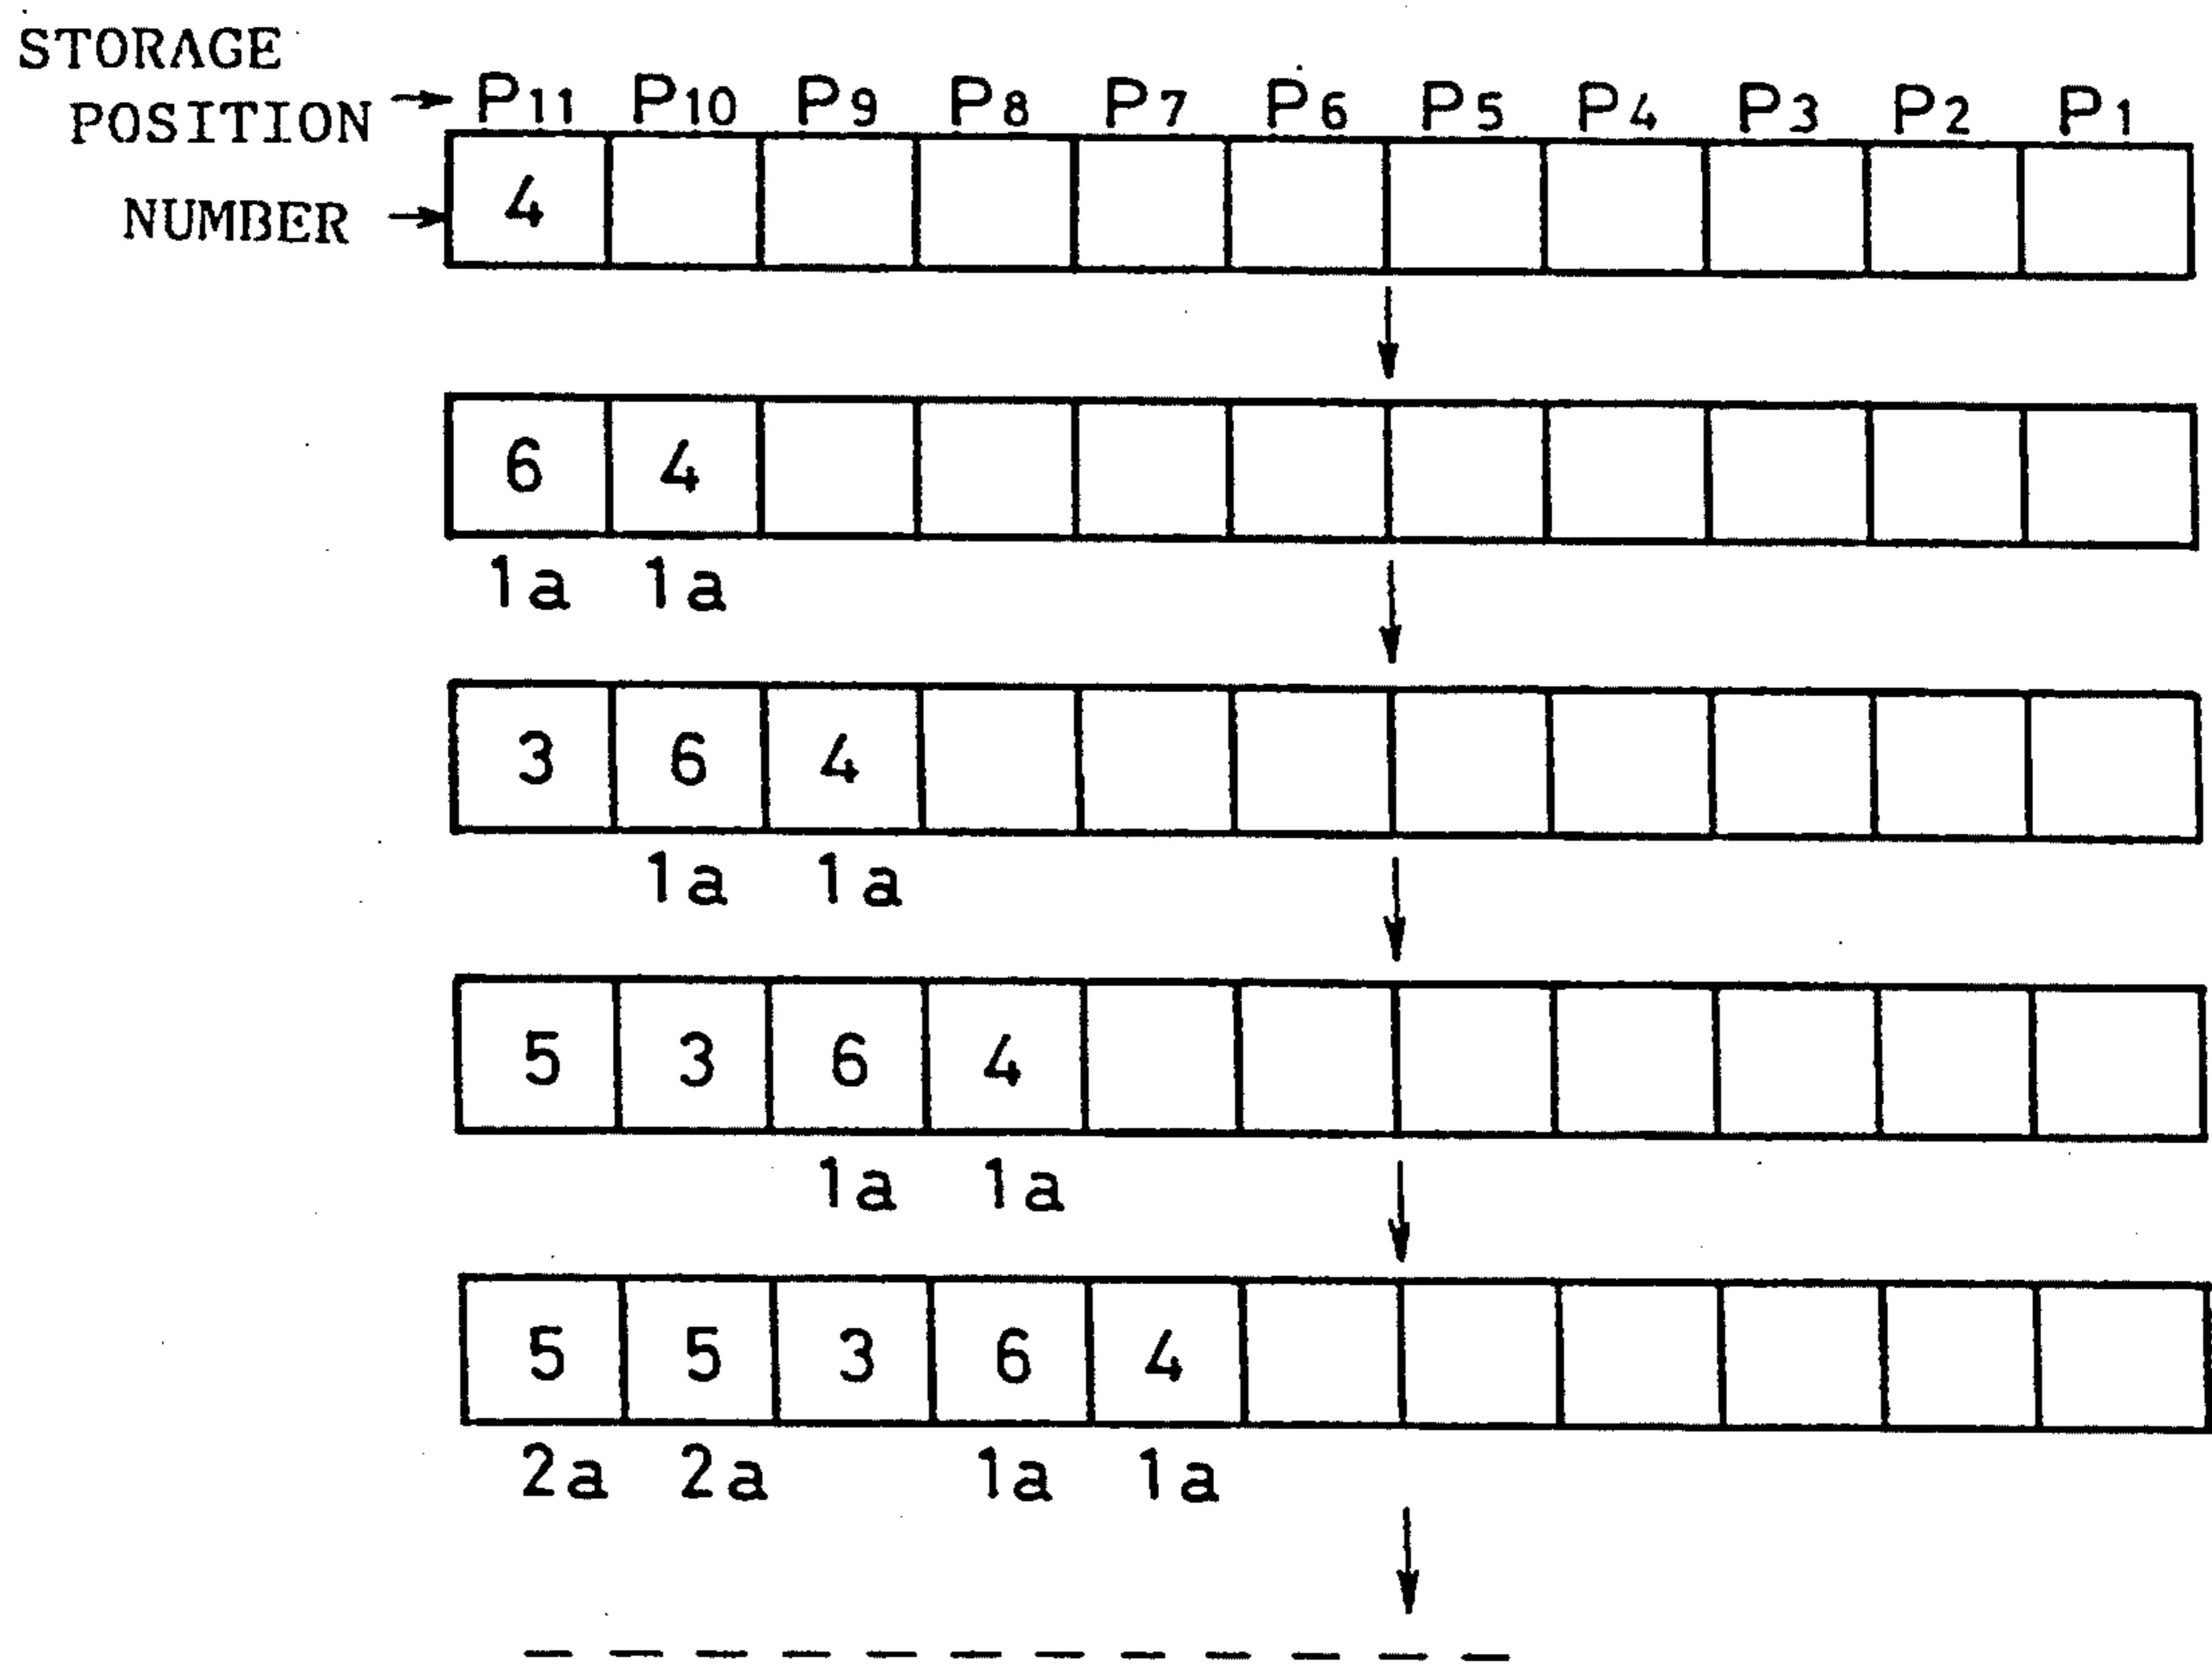 STORAGE
POSITION → P11 P10 P9 P8 P7 P6 P5 P4 P3 P2 P1
NUMBER → 4
6 4
1a 1a
3 6 4
1a 1a
5 3 6 4
1a 1a
5 5 3 6 4
2a 2a 1a 1a